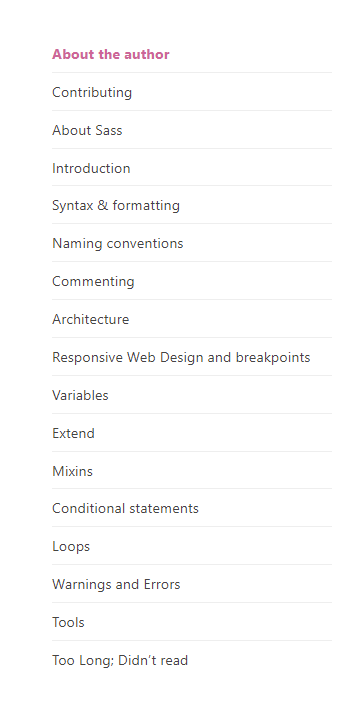 About the author
Contributing
About Sass
Introduction
Syntax & formatting
Naming conventions
Commenting
Architecture
Responsive Web Design and breakpoints
Variables
Extend
Mixins
Conditional statements
Loops
Warnings and Errors
Tools
Too Long; Didn’t read